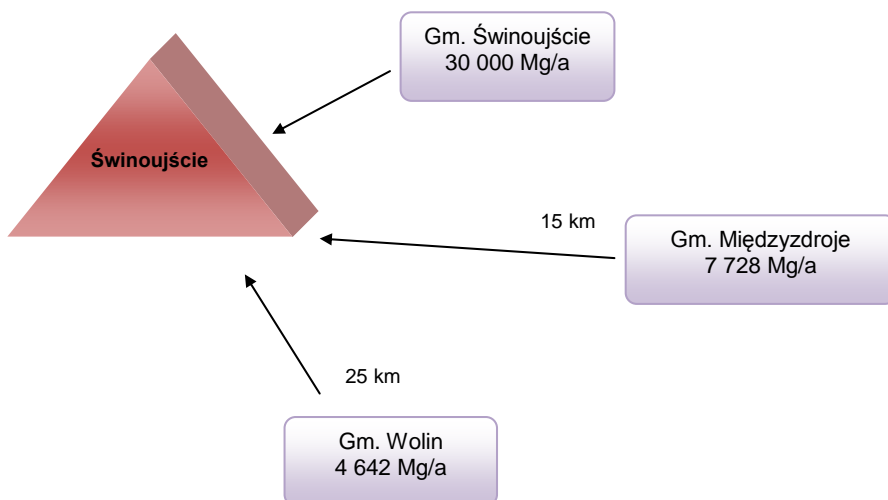 Gm. Świnoujście
30 000 Mg/a
Świnoujście
15 km
Gm. Międzyzdroje
7 728 Mg/a
25 km
Gm. Wolin
4 642 Mg/a